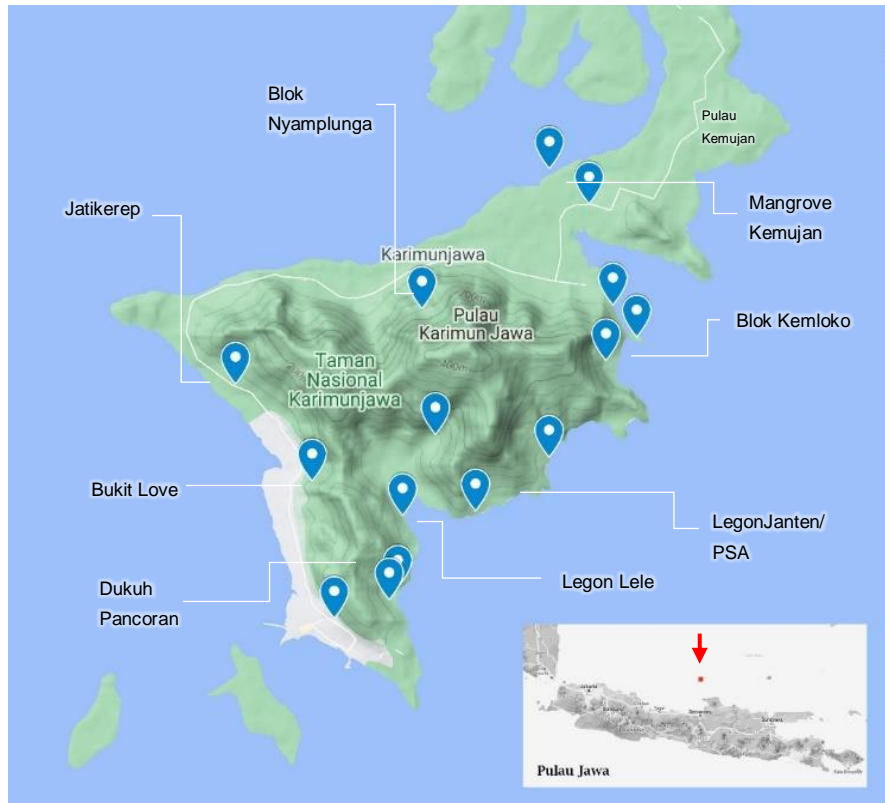 Blok
Nyamplunga
Pulau
Kemujan
Jatikerep
Mangrove
Kemujan
Karimunjawa
Pulau
Karimun Jawa
400m
Blok Kemloko
Taman
Nasional
Karimunjawa
Bukit Love
LegonJanten/
PSA
Legon Lele
Dukuh
Pancoran
Pulau Jawa